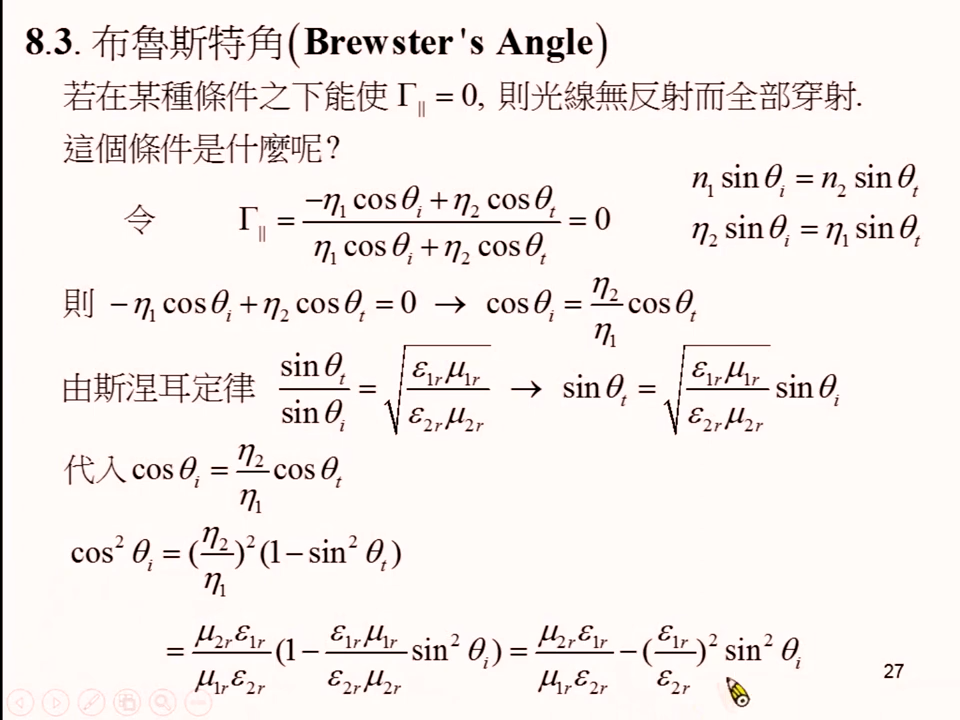 8.3. 布魯斯特角(Brewster's Angle)
若在某種條件之下能使 Γ∥ = 0, 則光線無反射而全部穿射.
這個條件是什麼呢?
n₁ sin θᵢ = n₂ sin θₜ
令 Γ∥ = (−η₁ cos θᵢ + η₂ cos θₜ) / (η₁ cos θᵢ + η₂ cos θₜ) = 0
η₂ sin θᵢ = η₁ sin θₜ
則 −η₁ cos θᵢ + η₂ cos θₜ = 0 → cos θᵢ = (η₂/η₁) cos θₜ
由斯涅耳定律 sin θₜ / sin θᵢ = √(ε₁ᵣμ₁ᵣ / ε₂ᵣμ₂ᵣ) → sin θₜ = √(ε₁ᵣμ₁ᵣ / ε₂ᵣμ₂ᵣ) sin θᵢ
代入 cos θᵢ = (η₂/η₁) cos θₜ
cos² θᵢ = (η₂/η₁)² (1 − sin² θₜ)
= (μ₂ᵣε₁ᵣ / μ₁ᵣε₂ᵣ)(1 − (ε₁ᵣμ₁ᵣ / ε₂ᵣμ₂ᵣ) sin² θᵢ) = μ₂ᵣε₁ᵣ / μ₁ᵣε₂ᵣ − (ε₁ᵣ/ε₂ᵣ)² sin² θᵢ
27